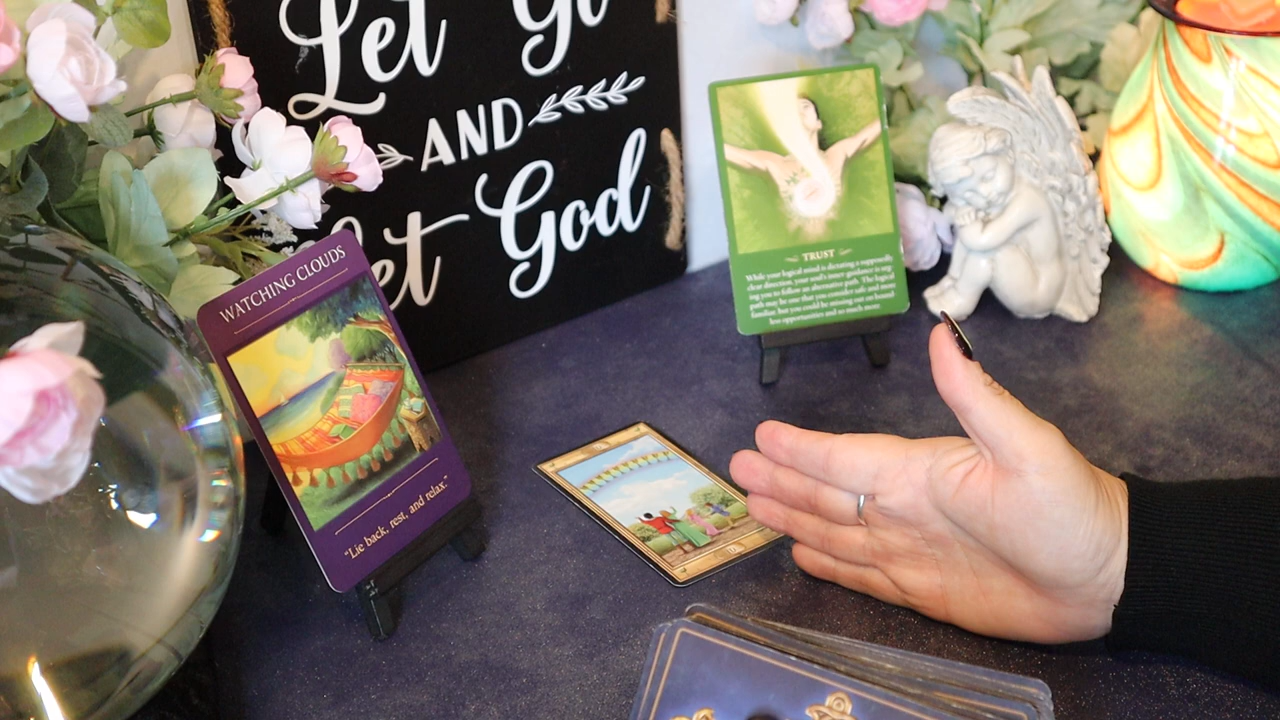 Let Go
AND
Let God
WATCHING CLOUDS
"Lie back, rest, and relax."
TRUST
While your logical mind is dictating a supposedly
clear direction, your soul's inner guidance is urg-
ing you to follow an alternative path. The logical
path may be one that you consider safe and more
familiar, but you could be missing out on bound
less opportunities and so much more.